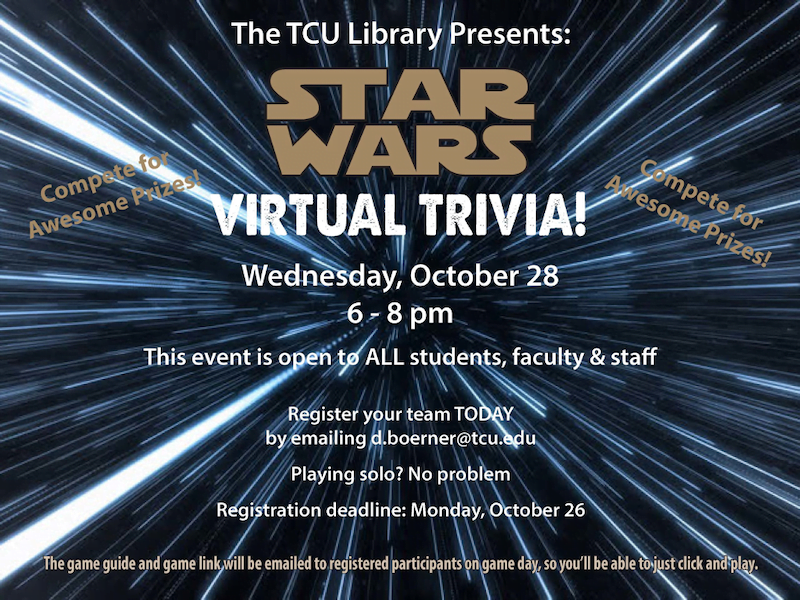 The TCU Library Presents:
STAR
WARS
Compete for
Awesome Prizes!
Compete for
Awesome Prizes!
VIRTUAL TRIVIA!
Wednesday, October 28
6 - 8 pm
This event is open to ALL students, faculty & staff
Register your team TODAY
by emailing d.boerner@tcu.edu
Playing solo? No problem
Registration deadline: Monday, October 26
The game guide and game link will be emailed to registered participants on game day, so you'll be able to just click and play.